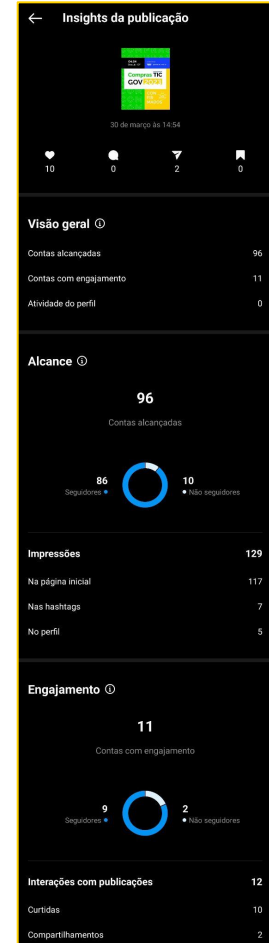 Insights da publicação
Compras TIC
GOV
30 de março às 14:54
10 0 2 0
Visão geral
Contas alcançadas 96
Contas com engajamento 11
Atividade do perfil 0
Alcance
96
Contas alcançadas
86 10
Seguidores Não seguidores
Impressões 129
Na página inicial 117
Nas hashtags 7
No perfil 5
Engajamento
11
Contas com engajamento
9 2
Seguidores Não seguidores
Interações com publicações 12
Curtidas 10
Compartilhamentos 2